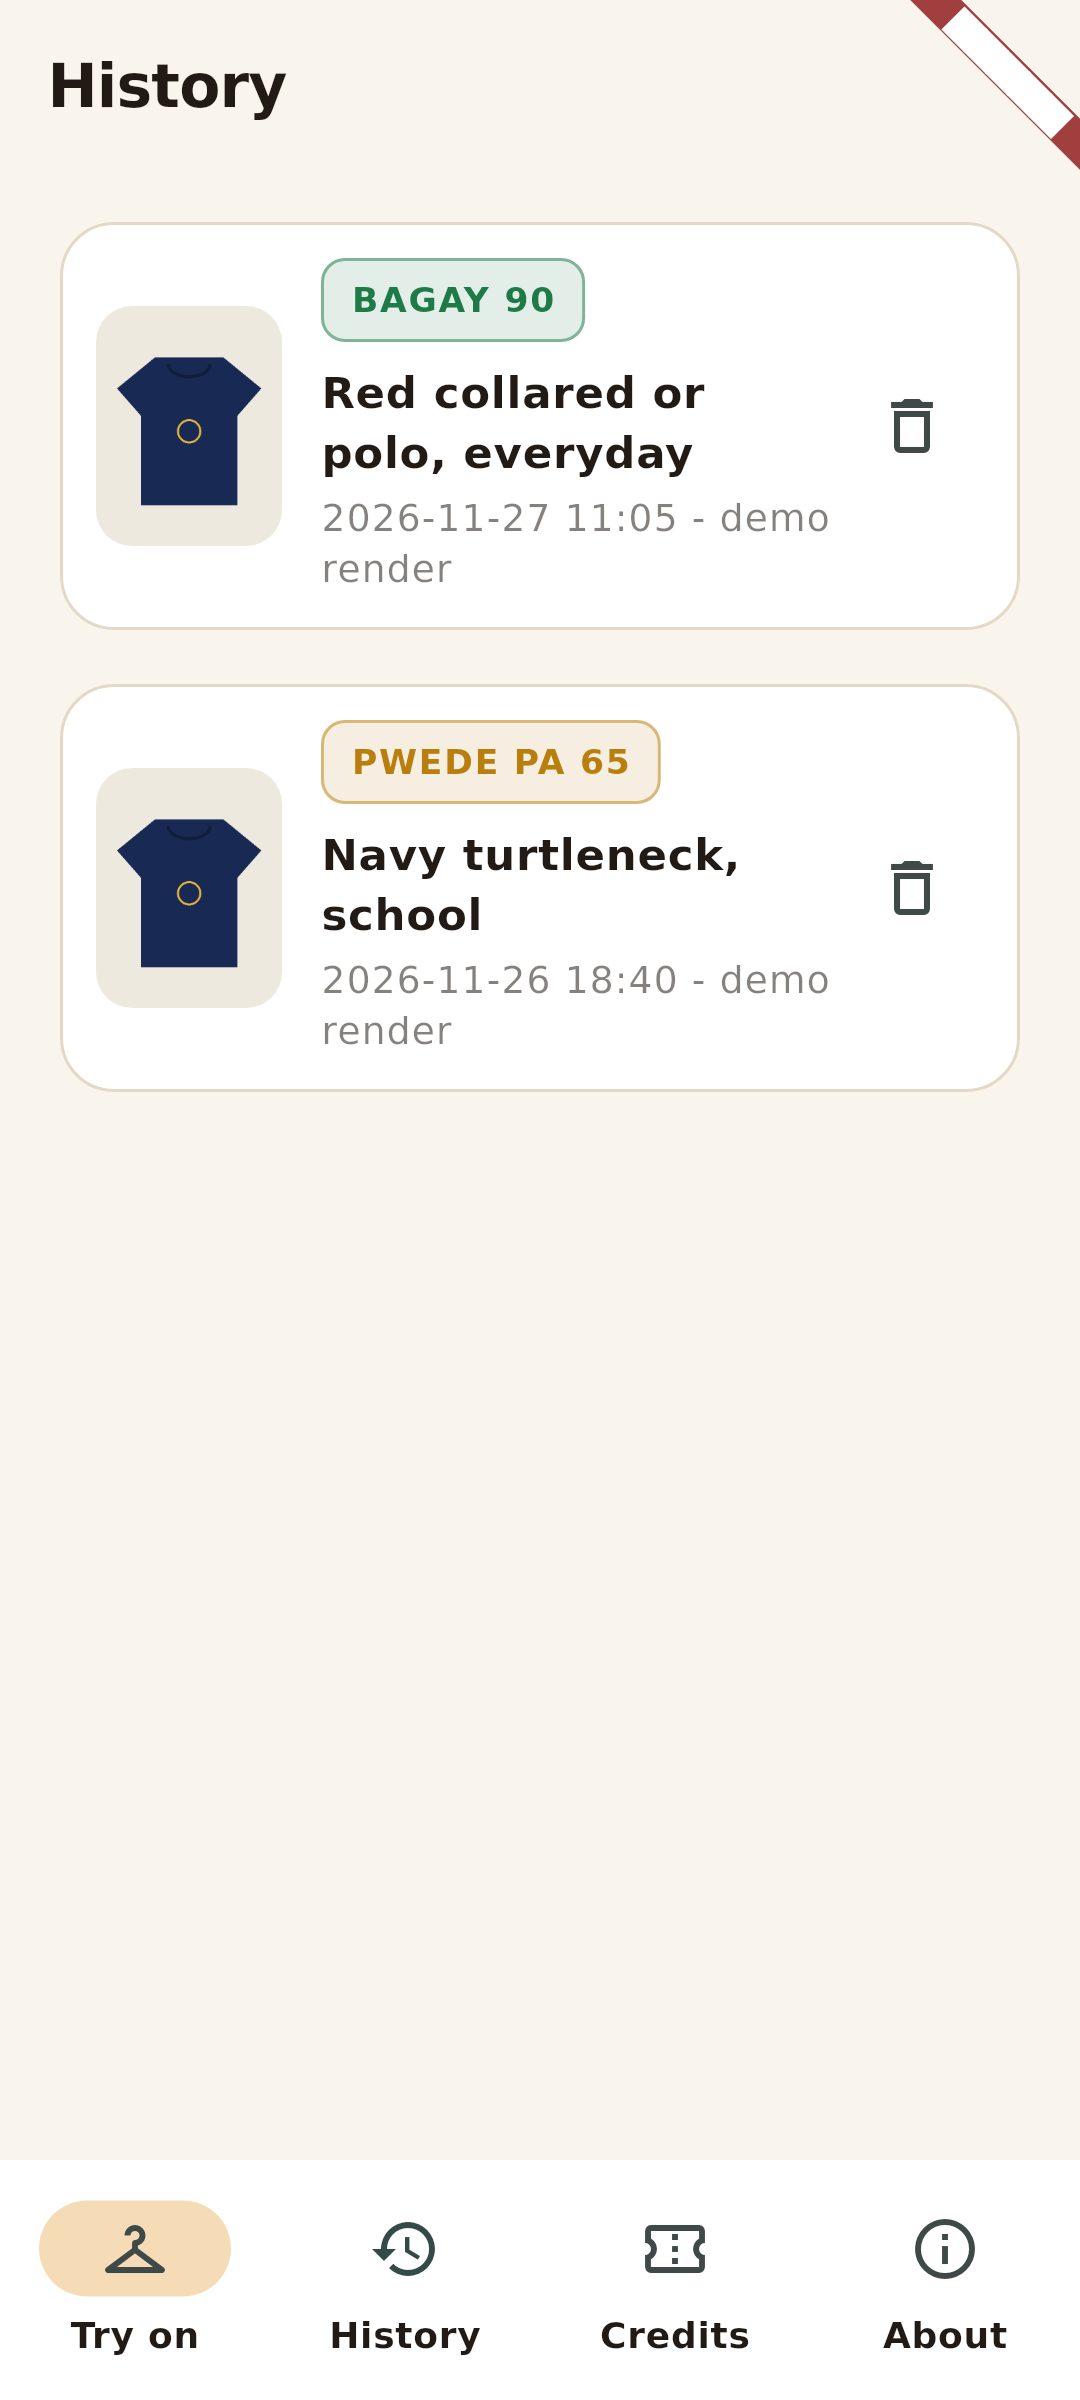 History
BAGAY 90
Red collared or
polo, everyday
2026-11-27 11:05 - demo
render
PWEDE PA 65
Navy turtleneck,
school
2026-11-26 18:40 - demo
render
Try on
History
Credits
About